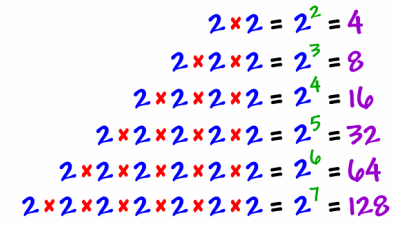 2 × 2 = 2² = 4
2 × 2 × 2 = 2³ = 8
2 × 2 × 2 × 2 = 2⁴ = 16
2 × 2 × 2 × 2 × 2 = 2⁵ = 32
2 × 2 × 2 × 2 × 2 × 2 = 2⁶ = 64
2 × 2 × 2 × 2 × 2 × 2 × 2 = 2⁷ = 128